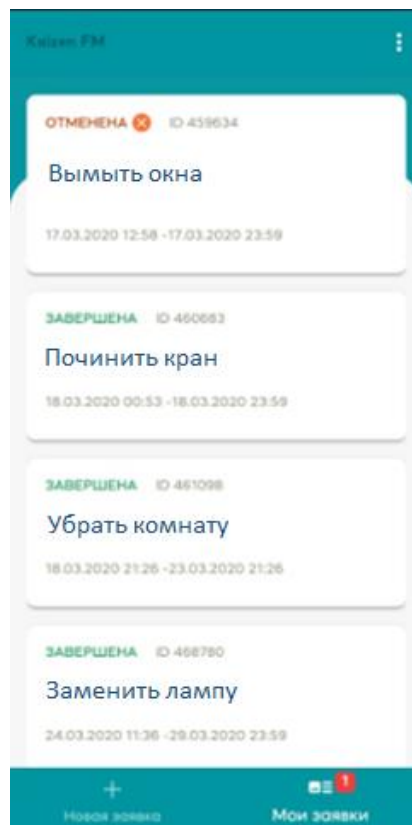 Kaizen FM
ОТМЕНЕНА ID 459634
Вымыть окна
17.03.2020 12:58 -17.03.2020 23:59
ЗАВЕРШЕНА ID 460683
Починить кран
18.03.2020 00:53 -18.03.2020 23:59
ЗАВЕРШЕНА ID 461098
Убрать комнату
18.03.2020 21:26 -23.03.2020 21:26
ЗАВЕРШЕНА ID 468780
Заменить лампу
24.03.2020 11:36 -29.03.2020 23:59
1
Новая заявка Мои заявки